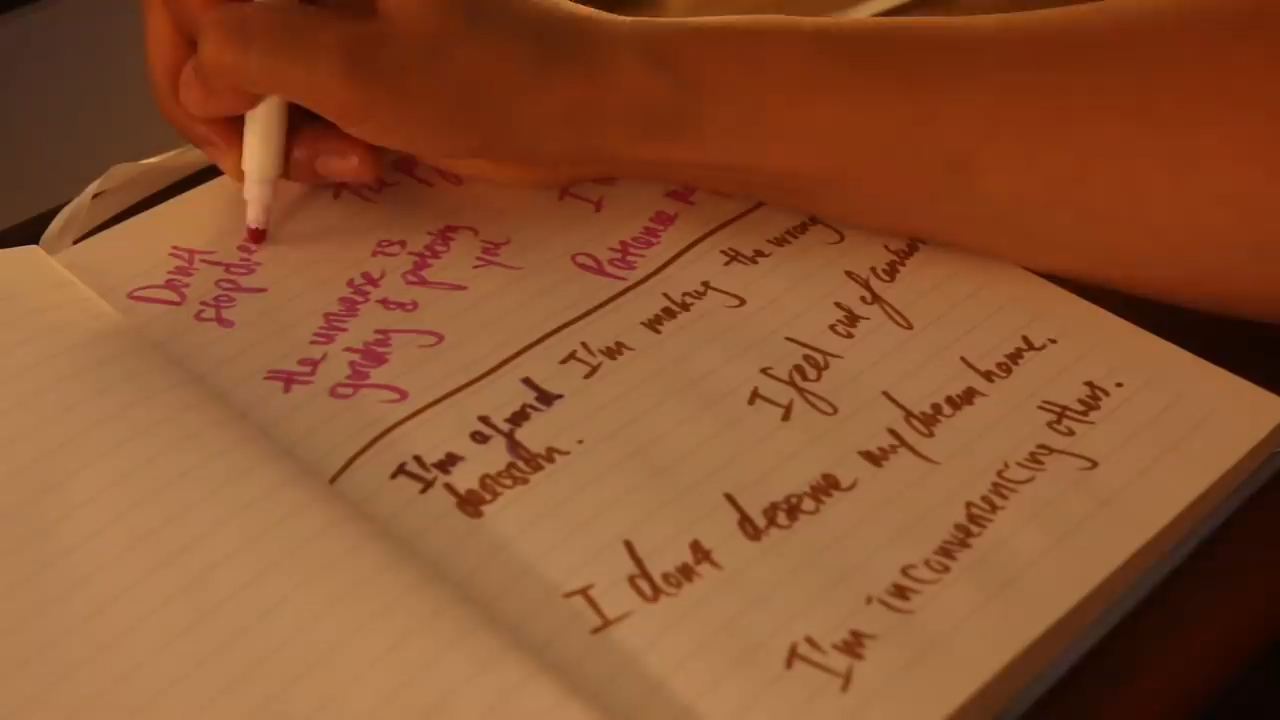 Don't
stop
the universe is
guiding & protecting
you
Patience
I'm afraid I'm making the wrong
decision.
I feel out of
I don't deserve my dream home.
I'm inconveniencing others.